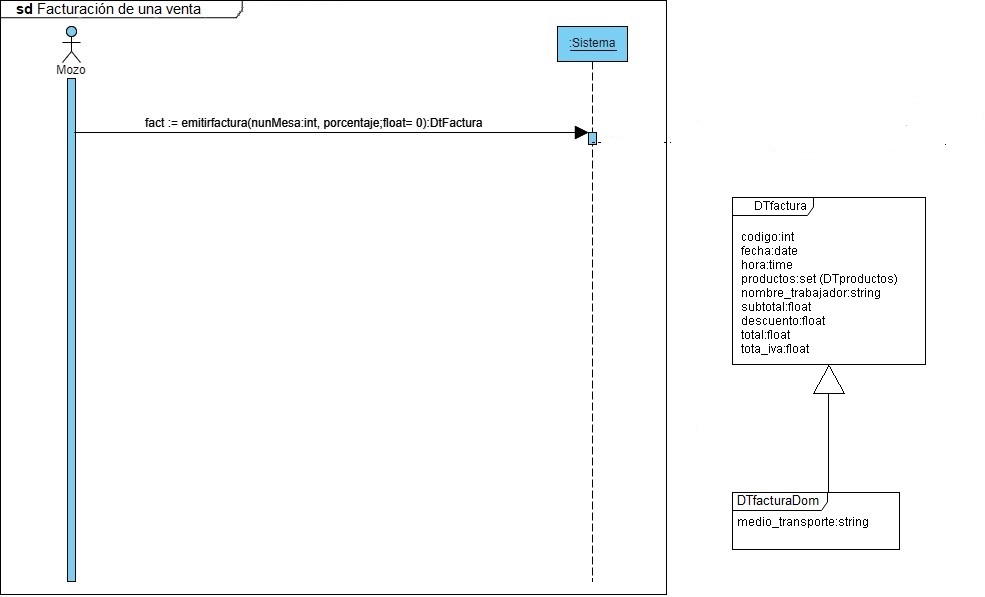 sd Facturación de una venta
Mozo
:Sistema
fact := emitirfactura(nunMesa:int, porcentaje;float= 0):DtFactura
DTfactura
codigo:int
fecha:date
hora:time
productos:set (DTproductos)
nombre_trabajador:string
subtotal:float
descuento:float
total:float
tota_iva:float
DTfacturaDom
medio_transporte:string